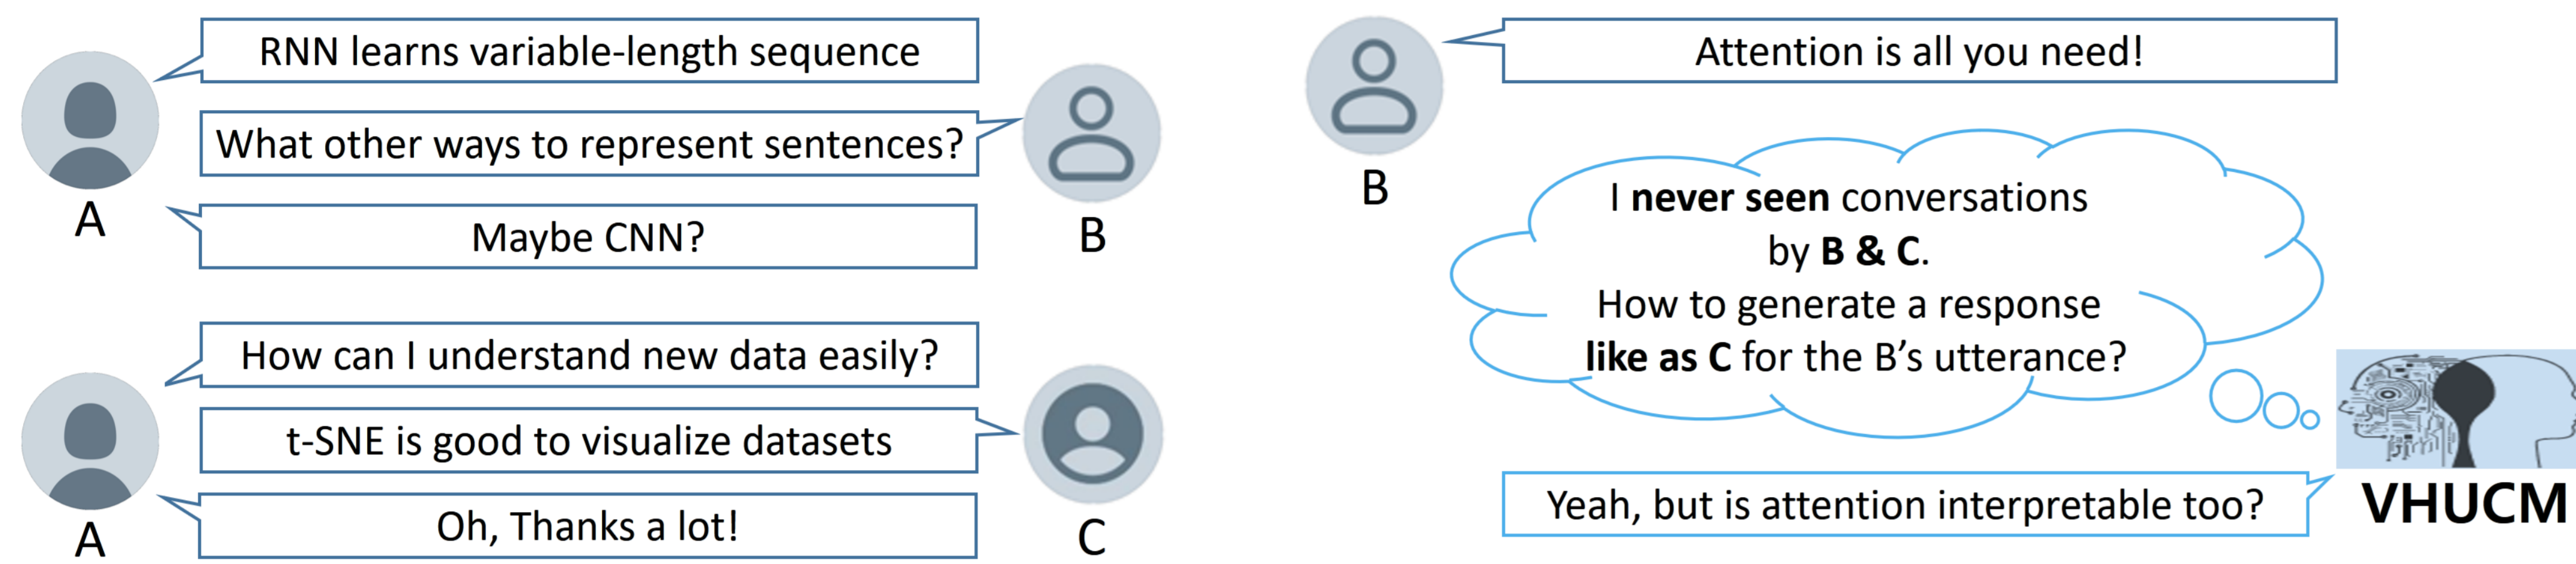 RNN learns variable-length sequence
What other ways to represent sentences?
A
Maybe CNN?
B
How can I understand new data easily?
t-SNE is good to visualize datasets
A
Oh, Thanks a lot!
C
Attention is all you need!
B
I never seen conversations
by B & C.
How to generate a response
like as C for the B's utterance?
Yeah, but is attention interpretable too?
VHUCM